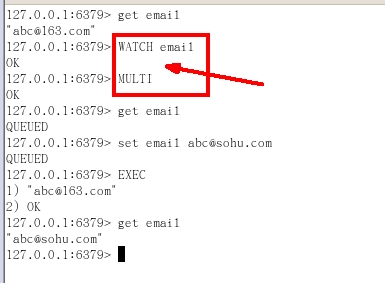 127.0.0.1:6379> get email
"abc@163.com"
127.0.0.1:6379> WATCH email
OK
127.0.0.1:6379> MULTI
OK
127.0.0.1:6379> get email
QUEUED
127.0.0.1:6379> set email abc@sohu.com
QUEUED
127.0.0.1:6379> EXEC
1) "abc@163.com"
2) OK
127.0.0.1:6379> get email
"abc@sohu.com"
127.0.0.1:6379>